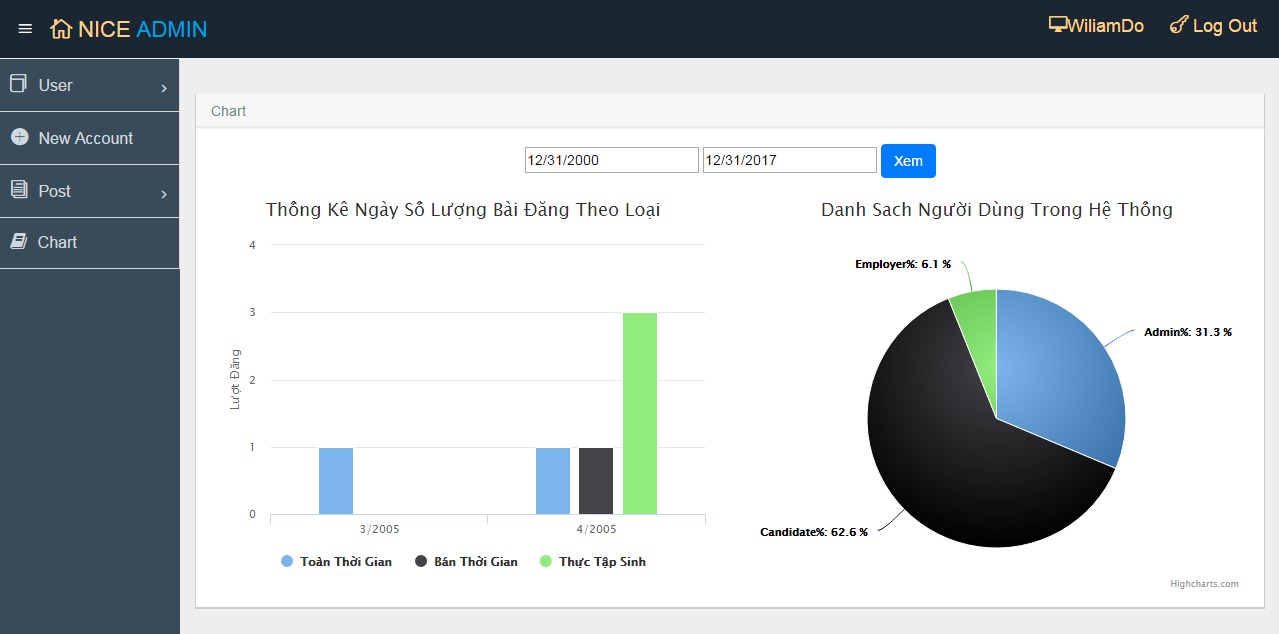 NICE ADMIN
WiliamDo
Log Out
User
New Account
Post
Chart
Chart
12/31/2000
12/31/2017
Xem
Thống Kê Ngày Số Lượng Bài Đăng Theo Loại
4
3
2
1
0
Lượt Đăng
3/2005
4/2005
Toàn Thời Gian
Bán Thời Gian
Thực Tập Sinh
Danh Sach Người Dùng Trong Hệ Thống
Employer%: 6.1 %
Admin%: 31.3 %
Candidate%: 62.6 %
Highcharts.com